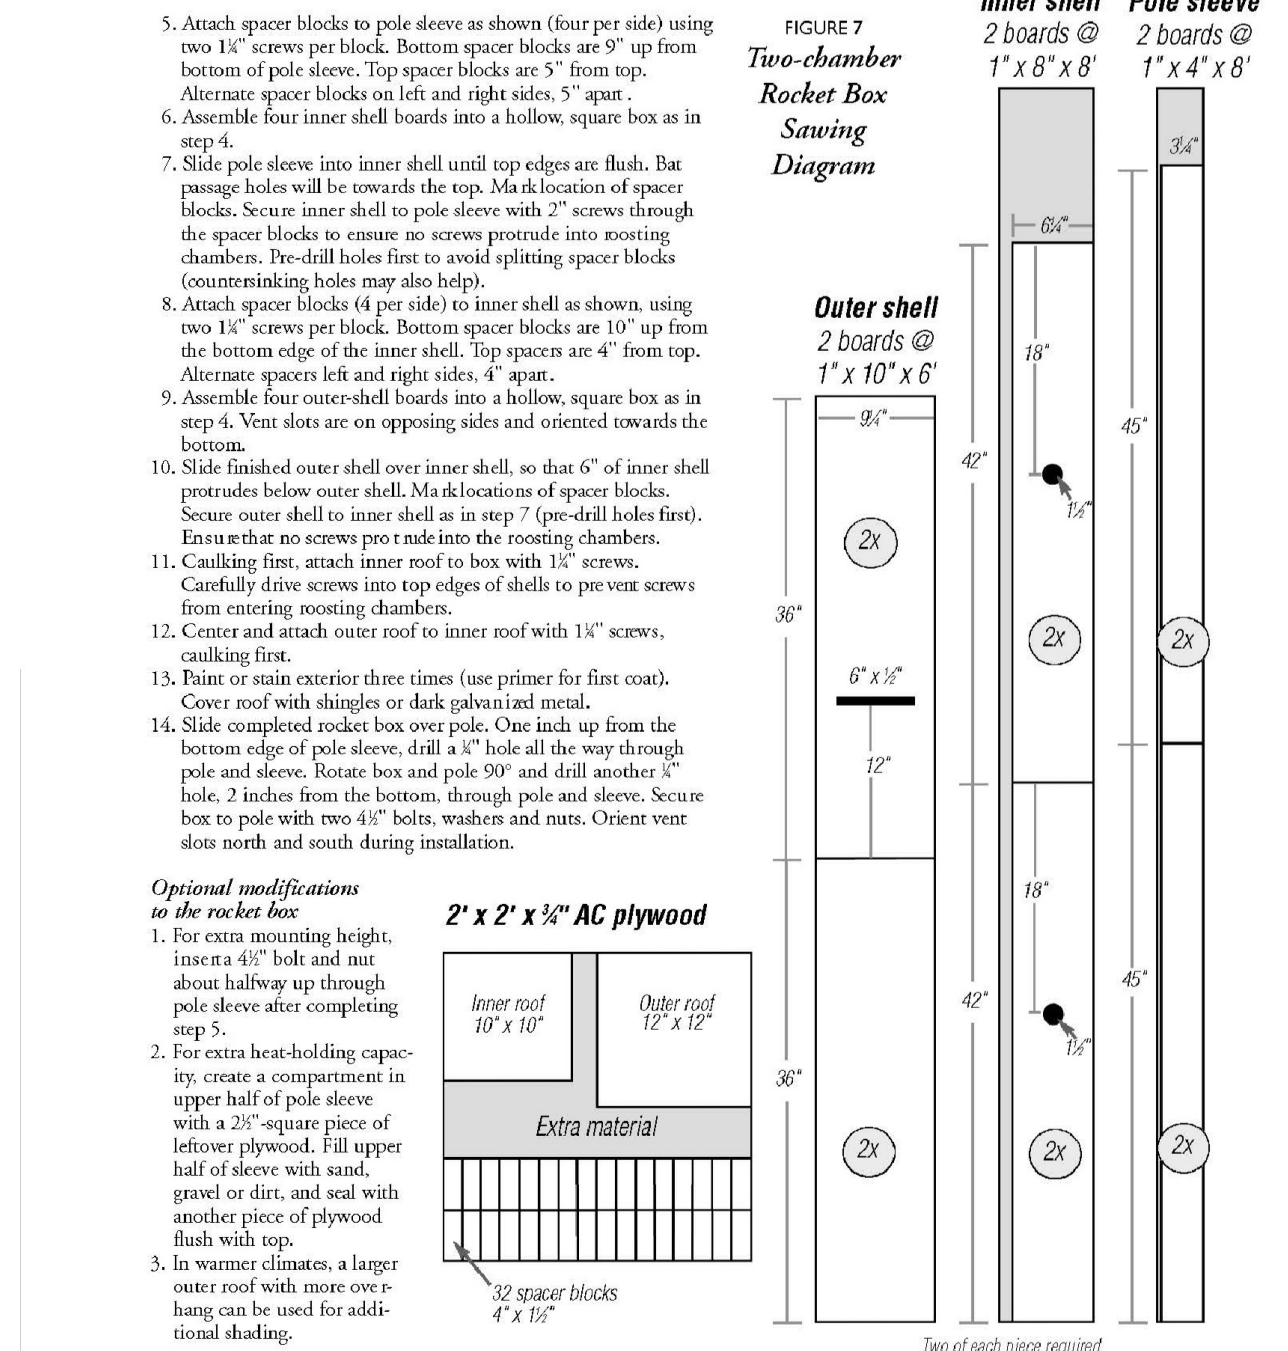 5. Attach spacer blocks to pole sleeve as shown (four per side) using
two 1¼" screws per block. Bottom spacer blocks are 9" up from
bottom of pole sleeve. Top spacer blocks are 5" from top.
Alternate spacer blocks on left and right sides, 5" apart .
6. Assemble four inner shell boards into a hollow, square box as in
step 4.
7. Slide pole sleeve into inner shell until top edges are flush. Bat
passage holes will be towards the top. Mark location of spacer
blocks. Secure inner shell to pole sleeve with 2" screws through
the spacer blocks to ensure no screws protrude into roosting
chambers. Pre-drill holes first to avoid splitting spacer blocks
(countersinking holes may also help).
8. Attach spacer blocks (4 per side) to inner shell as shown, using
two 1¼" screws per block. Bottom spacer blocks are 10" up from
the bottom edge of the inner shell. Top spacers are 4" from top.
Alternate spacers left and right sides, 4" apart.
9. Assemble four outer-shell boards into a hollow, square box as in
step 4. Vent slots are on opposing sides and oriented towards the
bottom.
10. Slide finished outer shell over inner shell, so that 6" of inner shell
protrudes below outer shell. Mark locations of spacer blocks.
Secure outer shell to inner shell as in step 7 (pre-drill holes first).
Ensure that no screws protrude into the roosting chambers.
11. Caulking first, attach inner roof to box with 1¼" screws.
Carefully drive screws into top edges of shells to prevent screws
from entering roosting chambers.
12. Center and attach outer roof to inner roof with 1¼" screws,
caulking first.
13. Paint or stain exterior three times (use primer for first coat).
Cover roof with shingles or dark galvanized metal.
14. Slide completed rocket box over pole. One inch up from the
bottom edge of pole sleeve, drill a ¼" hole all the way through
pole and sleeve. Rotate box and pole 90° and drill another ¼"
hole, 2 inches from the bottom, through pole and sleeve. Secure
box to pole with two 4½" bolts, washers and nuts. Orient vent
slots north and south during installation.
Optional modifications
to the rocket box
1. For extra mounting height,
insert a 4½" bolt and nut
about halfway up through
pole sleeve after completing
step 5.
2. For extra heat-holding capac-
ity, create a compartment in
upper half of pole sleeve
with a 2½"-square piece of
leftover plywood. Fill upper
half of sleeve with sand,
gravel or dirt, and seal with
another piece of plywood
flush with top.
3. In warmer climates, a larger
outer roof with more over-
hang can be used for addi-
tional shading.
2' x 2' x ¾" AC plywood
Inner roof
10" x 10"
Outer roof
12" x 12"
Extra material
32 spacer blocks
4" x 1½"
FIGURE 7
Two-chamber
Rocket Box
Sawing
Diagram
Outer shell
2 boards @
1" x 10" x 6'
9¼"
2x
36"
6" x ½"
12"
36"
2x
Inner shell
2 boards @
1" x 8" x 8'
6¼"
18"
42"
1½"
2x
18"
42"
1½"
2x
Pole sleeve
2 boards @
1" x 4" x 8'
3¼"
45"
2x
45"
2x
Two of each piece required